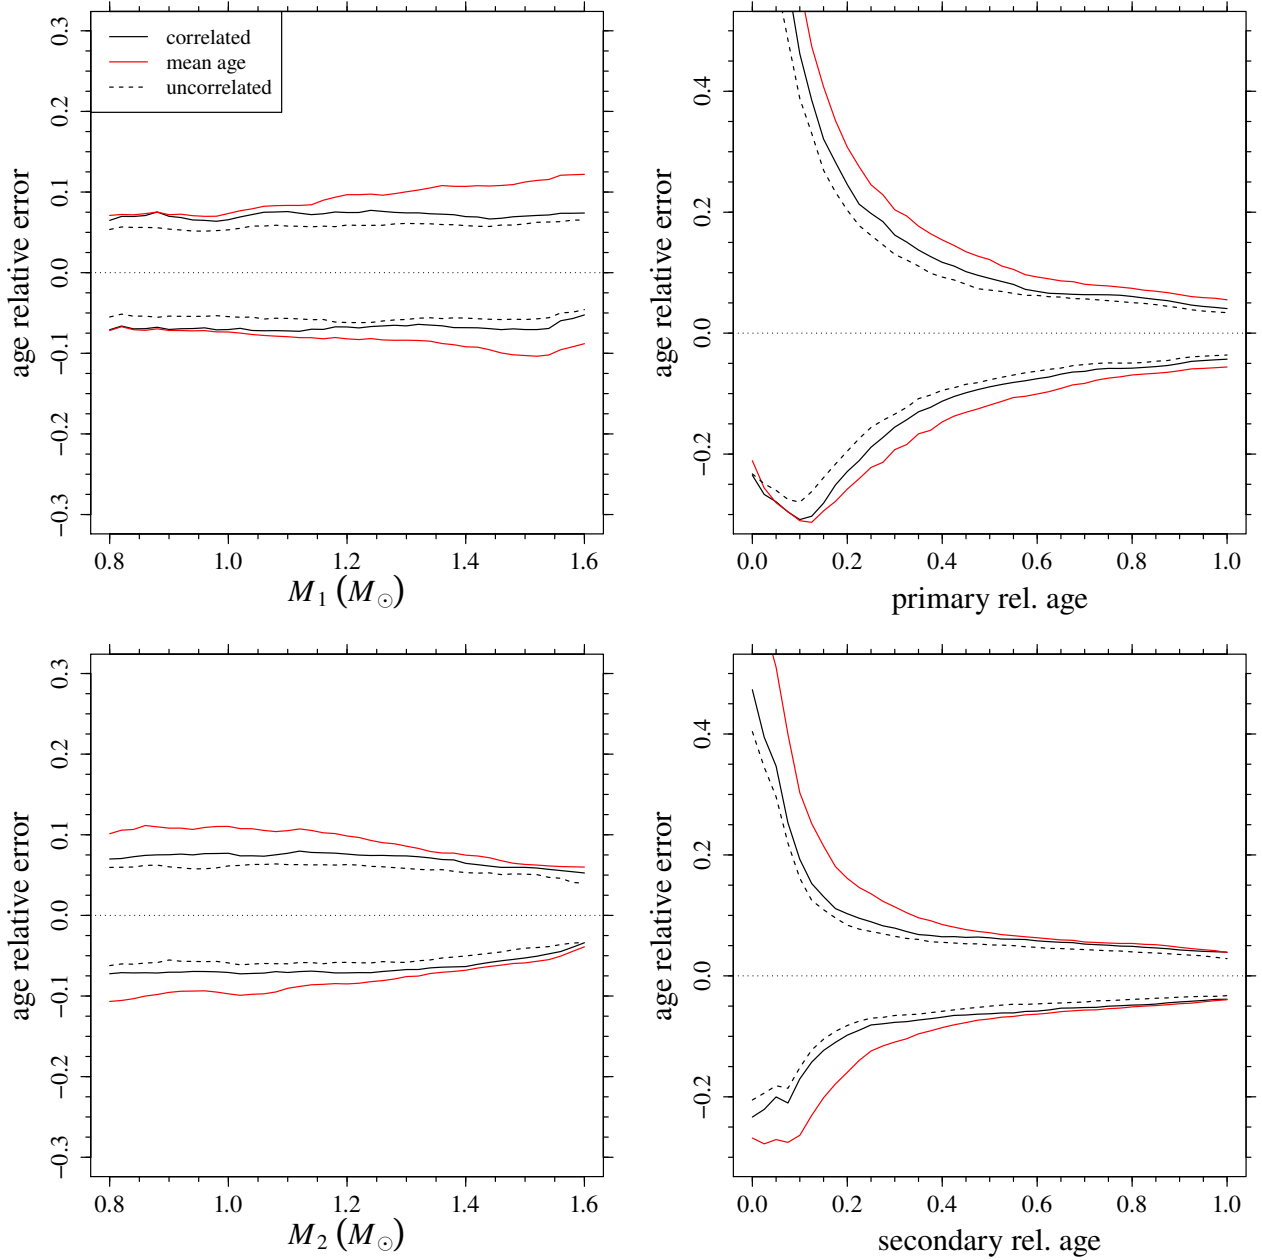 correlated
mean age
uncorrelated
age relative error
0.3
0.2
0.1
0.0
−0.1
−0.2
−0.3
0.8 1.0 1.2 1.4 1.6
M1 (M⊙)
age relative error
0.4
0.2
0.0
−0.2
0.0 0.2 0.4 0.6 0.8 1.0
primary rel. age
age relative error
0.3
0.2
0.1
0.0
−0.1
−0.2
−0.3
0.8 1.0 1.2 1.4 1.6
M2 (M⊙)
age relative error
0.4
0.2
0.0
−0.2
0.0 0.2 0.4 0.6 0.8 1.0
secondary rel. age